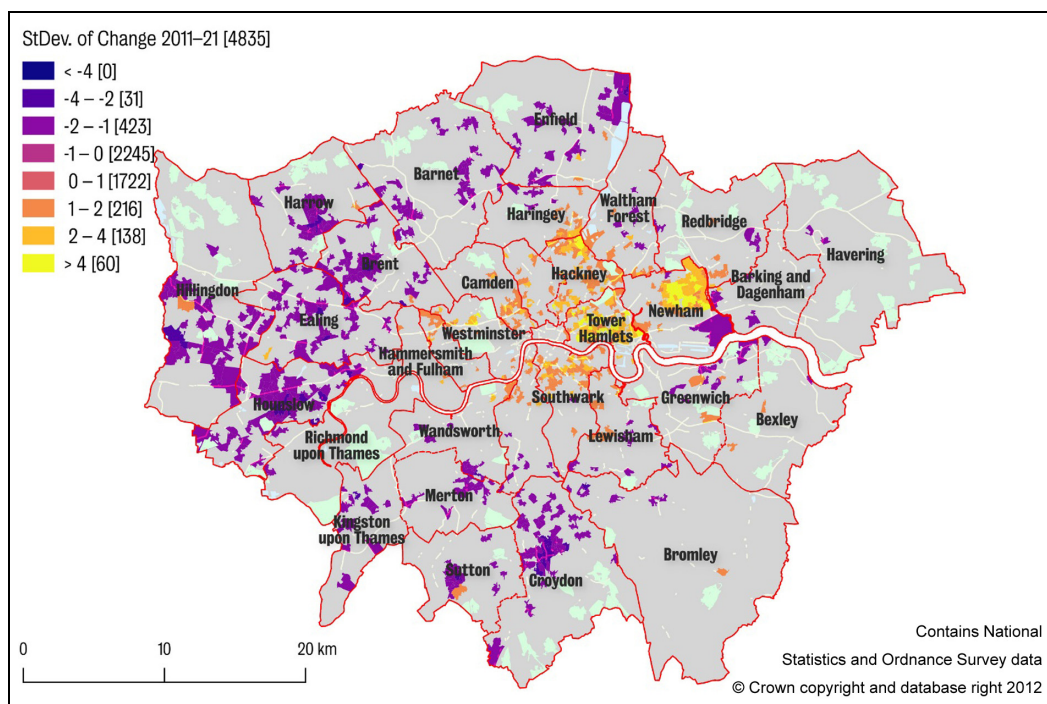 StDev. of Change 2011–21 [4835]
< -4 [0]
-4 – -2 [31]
-2 – -1 [423]
-1 – 0 [2245]
0 – 1 [1722]
1 – 2 [216]
2 – 4 [138]
> 4 [60]
Enfield
Barnet
Harrow
Haringey
Waltham
Forest
Redbridge
Havering
Brent
Camden
Hackney
Barking and
Dagenham
Hillingdon
Ealing
Westminster
Tower
Hamlets
Newham
Hammersmith
and Fulham
Hounslow
Southwark
Greenwich
Bexley
Richmond
upon Thames
Wandsworth
Lewisham
Merton
Kingston
upon Thames
Sutton
Croydon
Bromley
0
10
20 km
Contains National
Statistics and Ordnance Survey data
© Crown copyright and database right 2012